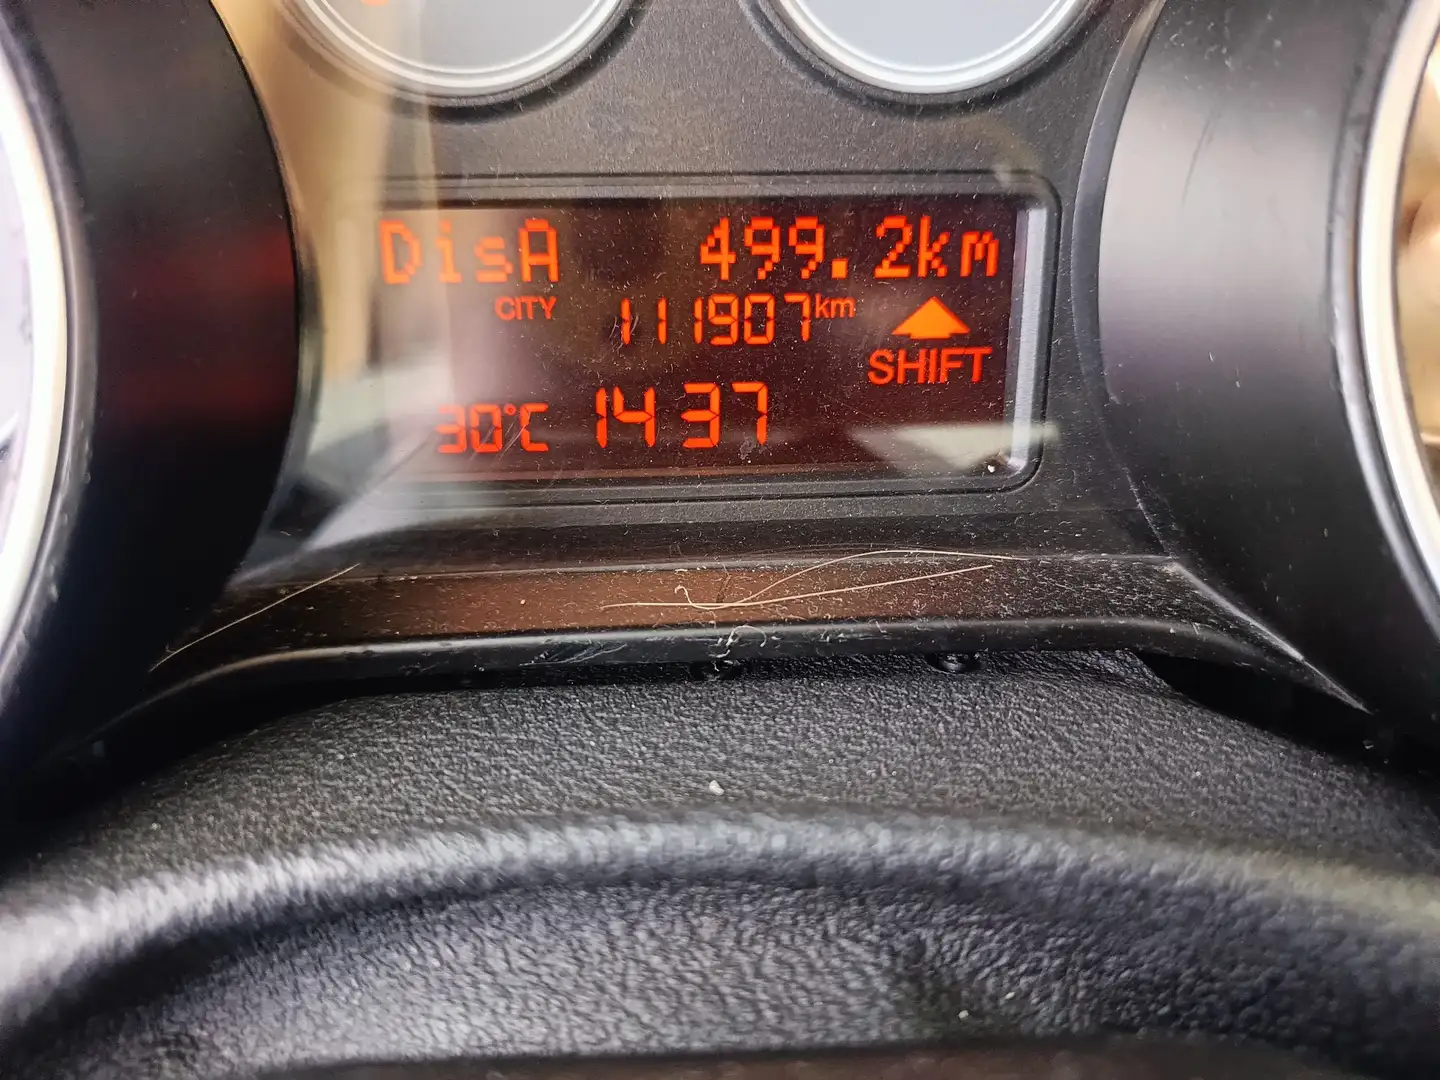 DisA 499.2km
CITY 111907km
SHIFT
30°C 14 37